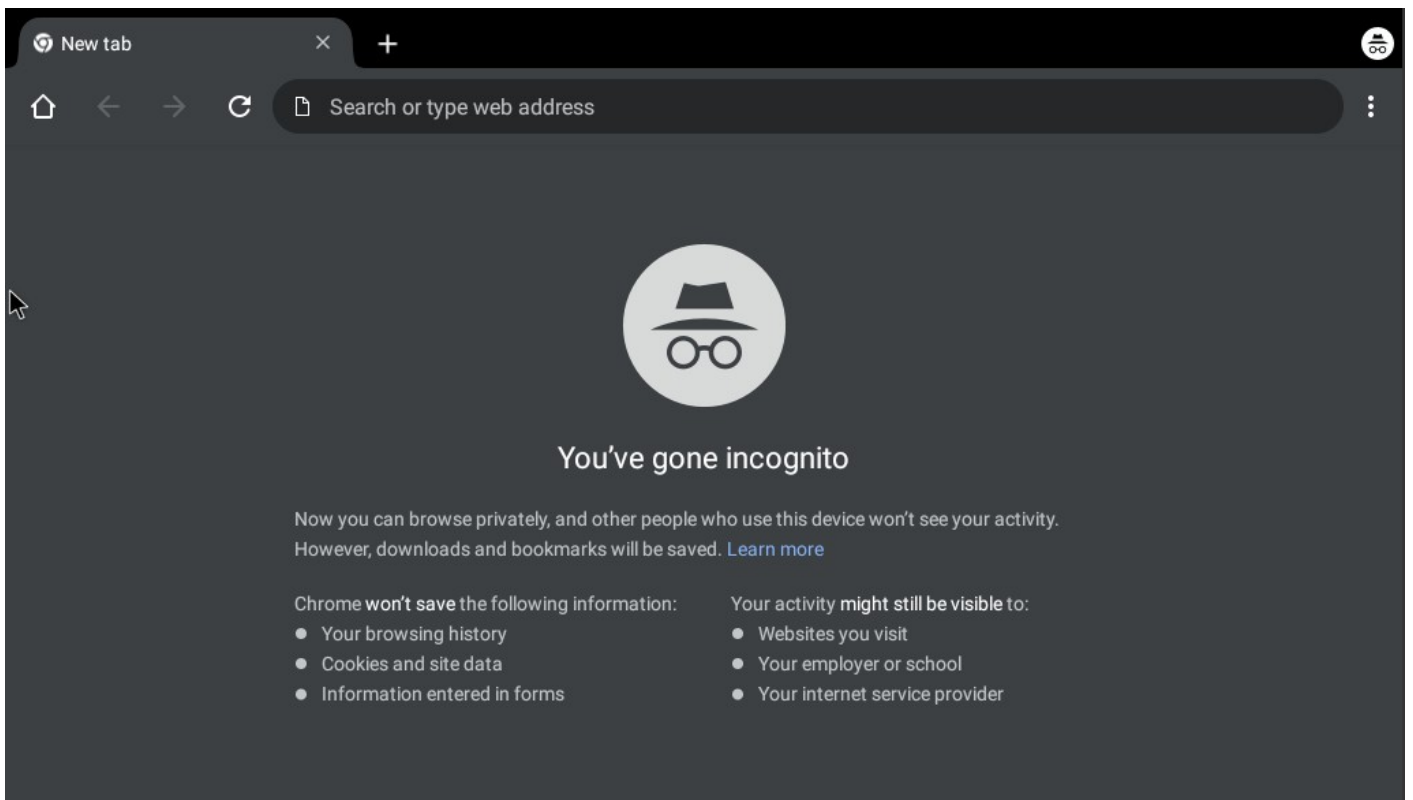 New tab
Search or type web address
You’ve gone incognito
Now you can browse privately, and other people who use this device won’t see your activity.
However, downloads and bookmarks will be saved. Learn more
Chrome won’t save the following information:
Your browsing history
Cookies and site data
Information entered in forms
Your activity might still be visible to:
Websites you visit
Your employer or school
Your internet service provider